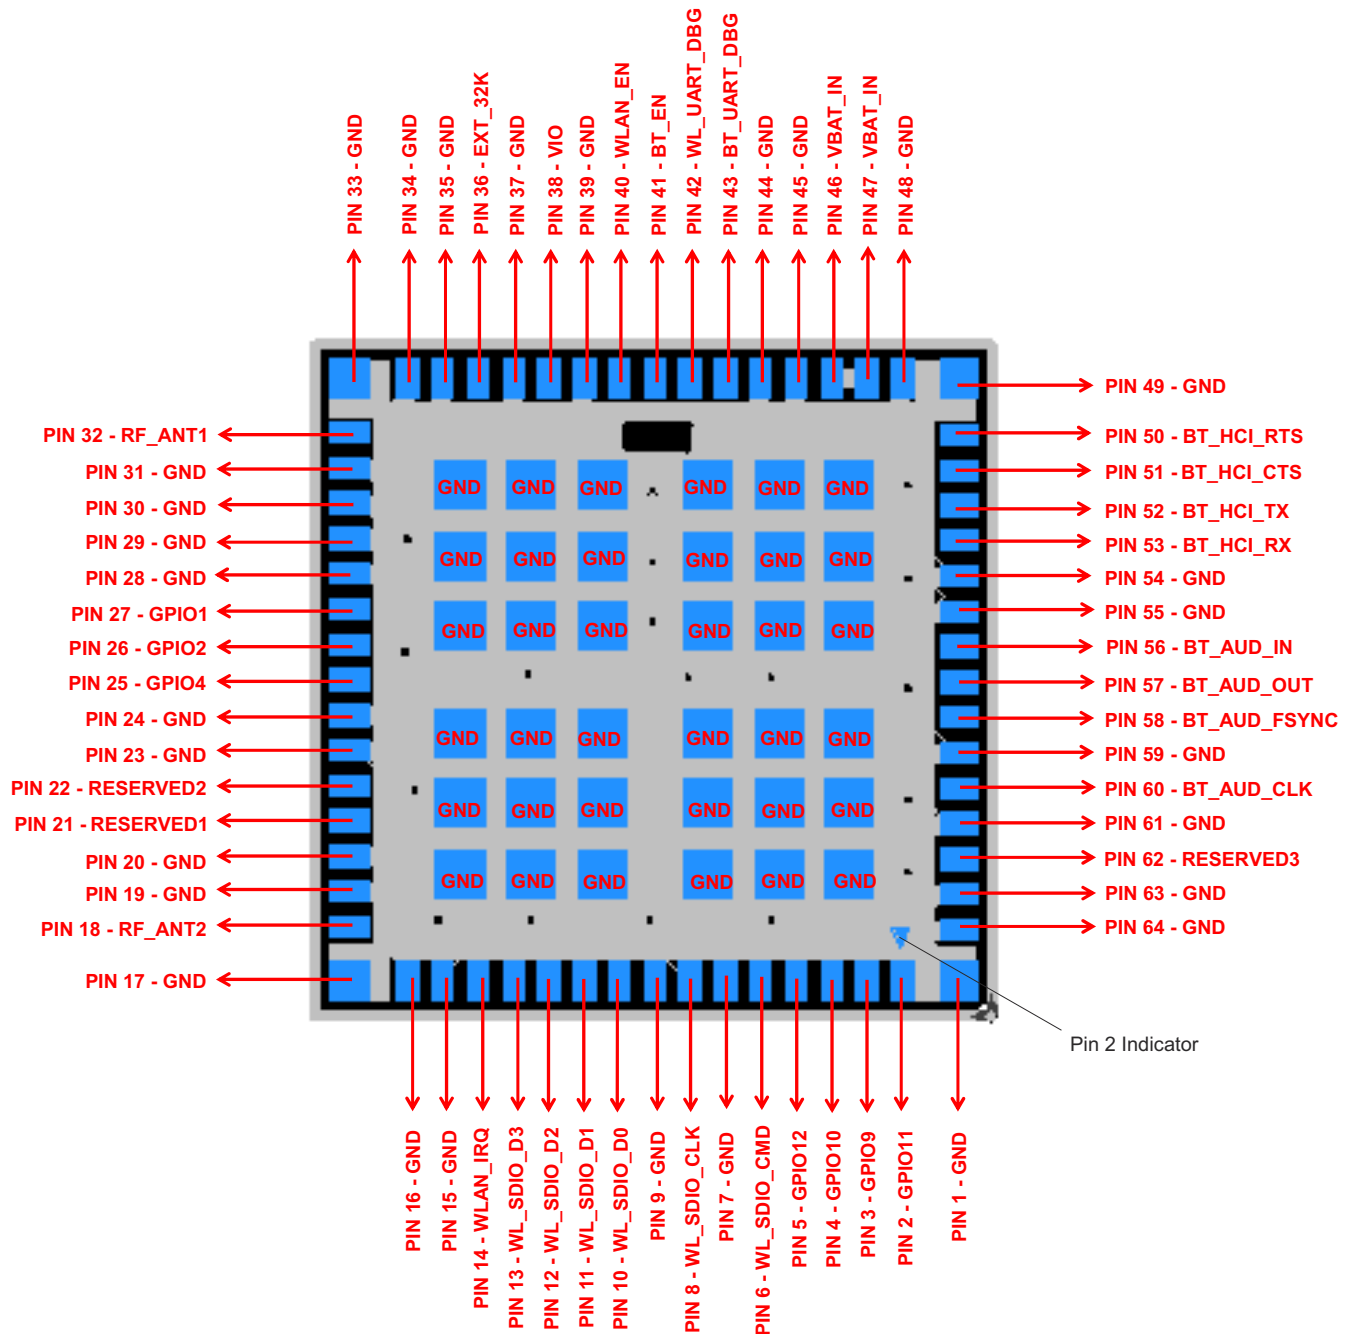 PIN 33 - GND
PIN 34 - GND
PIN 35 - GND
PIN 36 - EXT_32K
PIN 37 - GND
PIN 38 - VIO
PIN 39 - GND
PIN 40 - WLAN_EN
PIN 41 - BT_EN
PIN 42 - WL_UART_DBG
PIN 43 - BT_UART_DBG
PIN 44 - GND
PIN 45 - GND
PIN 46 - VBAT_IN
PIN 47 - VBAT_IN
PIN 48 - GND
PIN 32 - RF_ANT1
PIN 31 - GND
PIN 30 - GND
PIN 29 - GND
PIN 28 - GND
PIN 27 - GPIO1
PIN 26 - GPIO2
PIN 25 - GPIO4
PIN 24 - GND
PIN 23 - GND
PIN 22 - RESERVED2
PIN 21 - RESERVED1
PIN 20 - GND
PIN 19 - GND
PIN 18 - RF_ANT2
PIN 17 - GND
GND GND GND GND GND GND
GND GND GND GND GND GND
GND GND GND GND GND GND
GND GND GND GND GND GND
GND GND GND GND GND GND
GND GND GND GND GND GND
PIN 49 - GND
PIN 50 - BT_HCI_RTS
PIN 51 - BT_HCI_CTS
PIN 52 - BT_HCI_TX
PIN 53 - BT_HCI_RX
PIN 54 - GND
PIN 55 - GND
PIN 56 - BT_AUD_IN
PIN 57 - BT_AUD_OUT
PIN 58 - BT_AUD_FSYNC
PIN 59 - GND
PIN 60 - BT_AUD_CLK
PIN 61 - GND
PIN 62 - RESERVED3
PIN 63 - GND
PIN 64 - GND
Pin 2 Indicator
PIN 16 - GND
PIN 15 - GND
PIN 14 - WLAN_IRQ
PIN 13 - WL_SDIO_D3
PIN 12 - WL_SDIO_D2
PIN 11 - WL_SDIO_D1
PIN 10 - WL_SDIO_D0
PIN 9 - GND
PIN 8 - WL_SDIO_CLK
PIN 7 - GND
PIN 6 - WL_SDIO_CMD
PIN 5 - GPIO12
PIN 4 - GPIO10
PIN 3 - GPIO9
PIN 2 - GPIO11
PIN 1 - GND